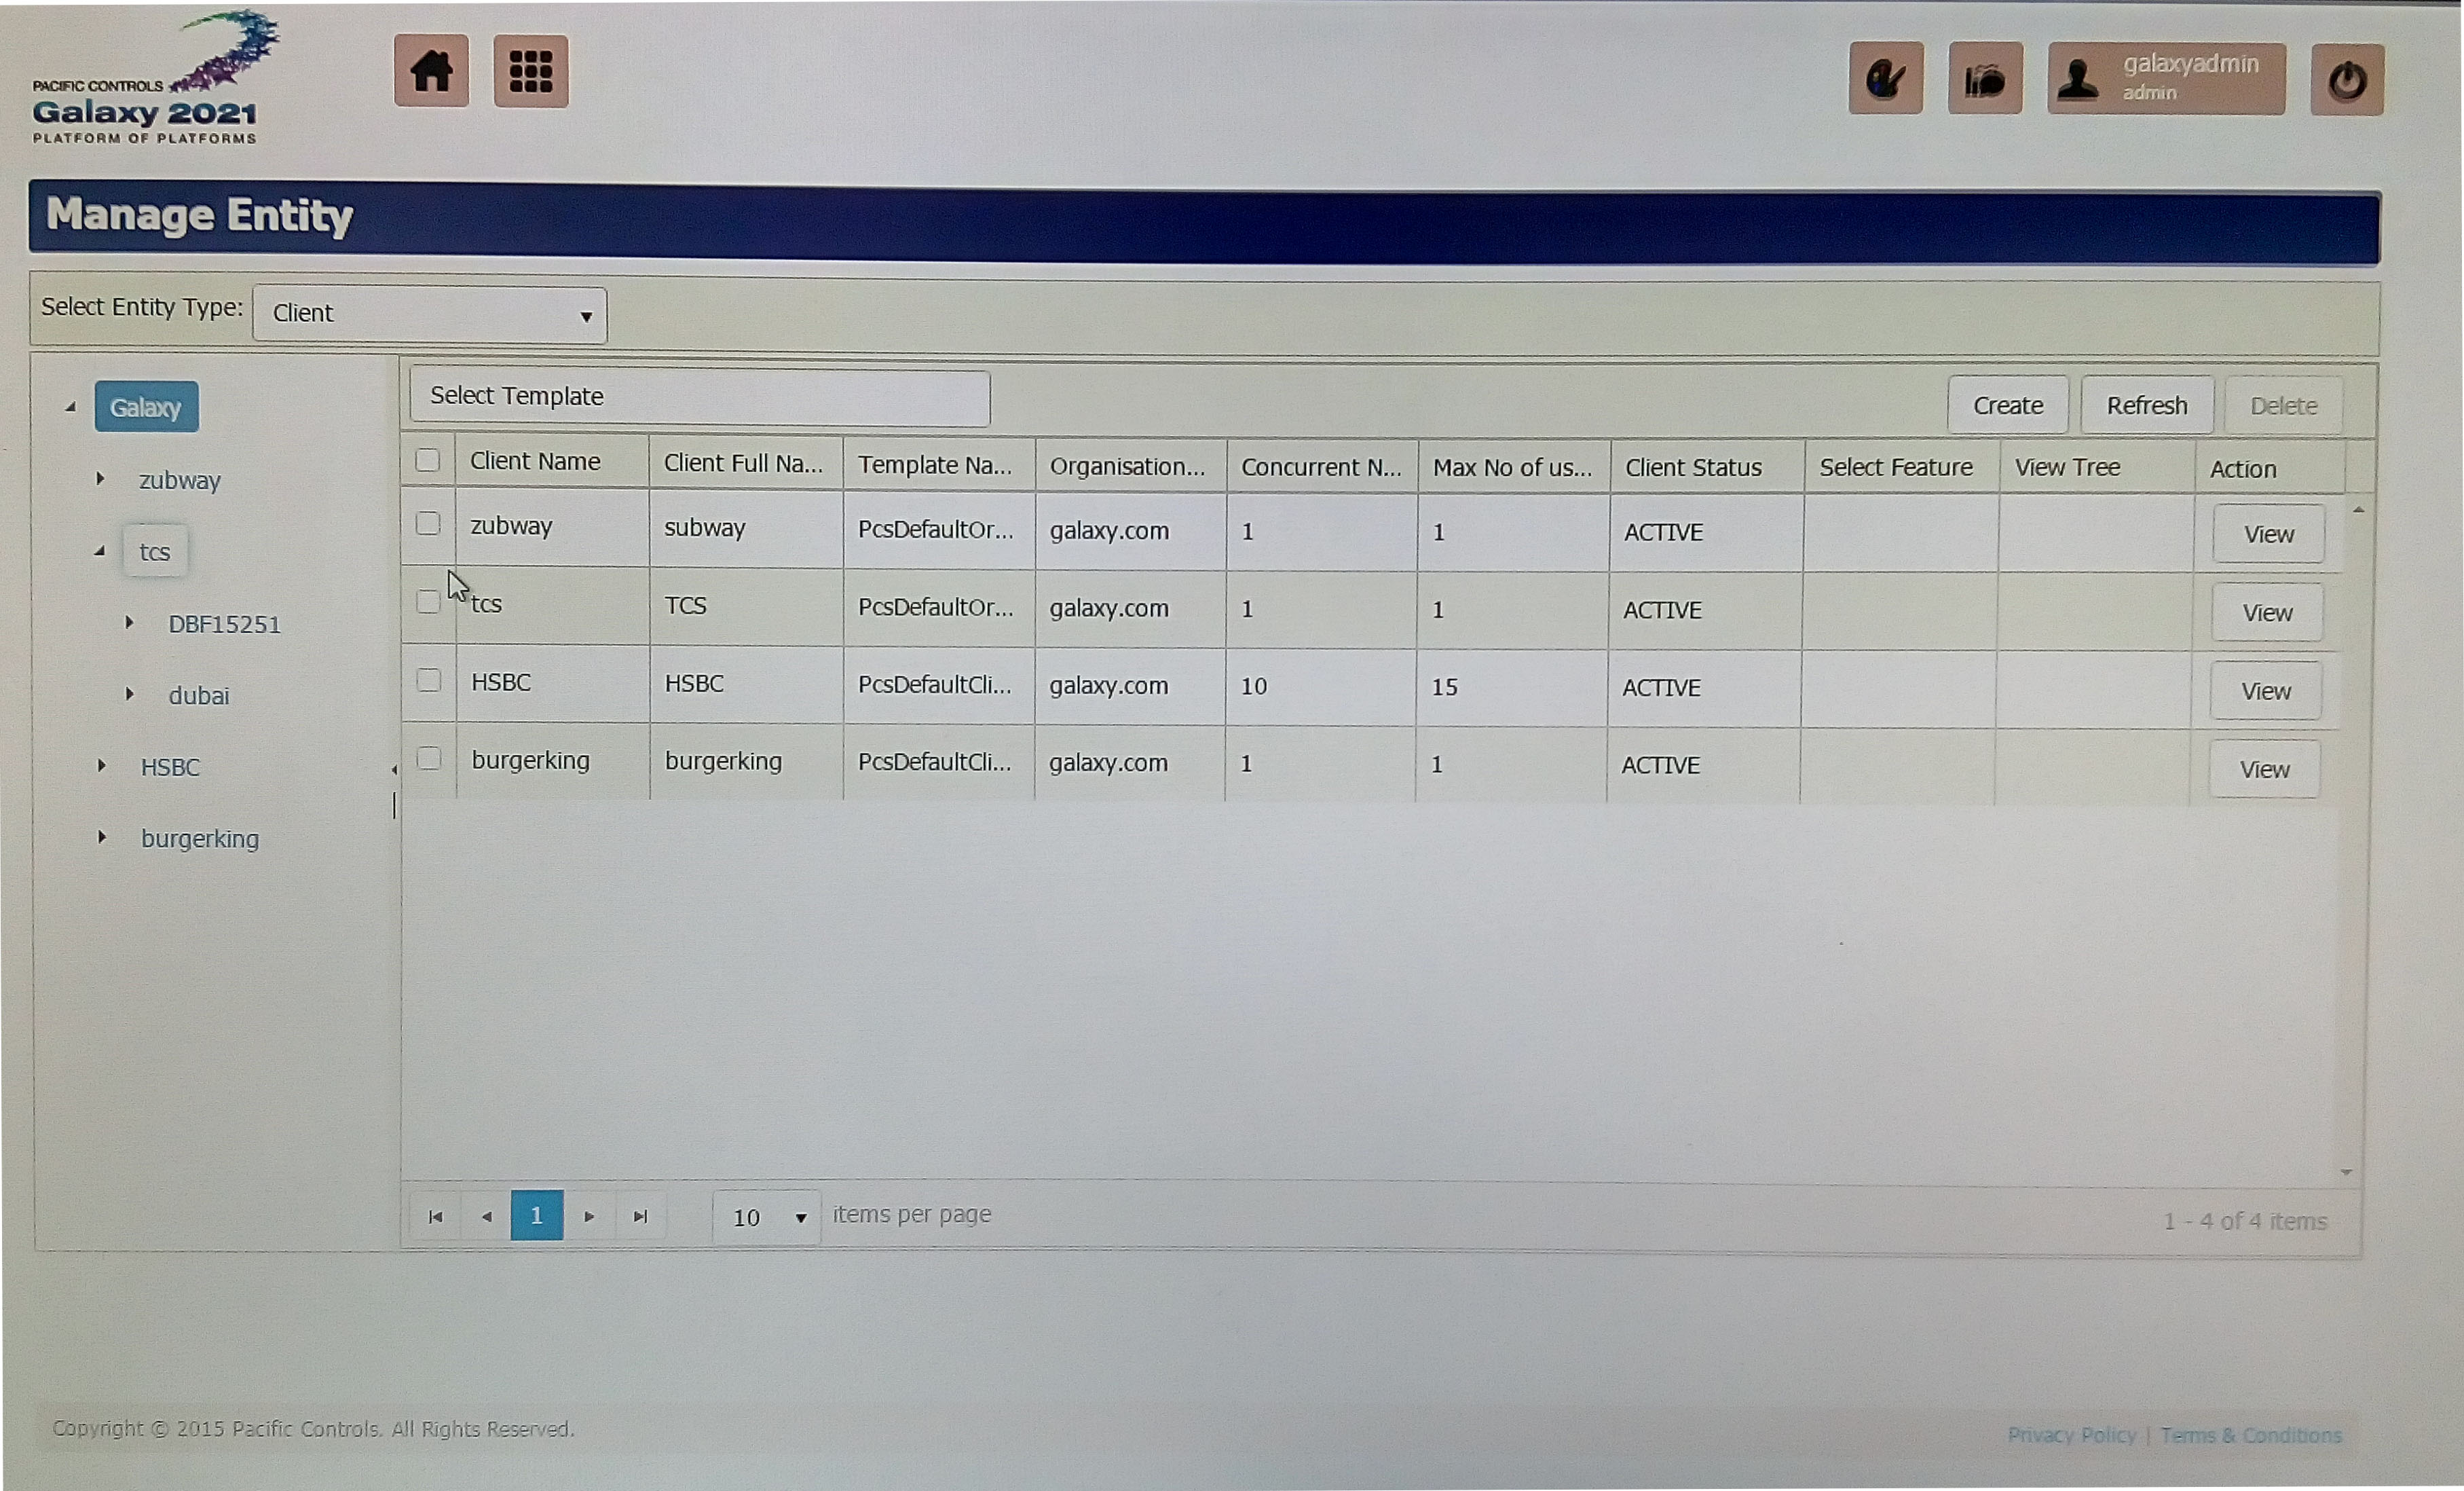 PACIFIC CONTROLS
Galaxy 2021
PLATFORM OF PLATFORMS
galaxyadmin
admin
Manage Entity
Select Entity Type: Client
Galaxy
zubway
tcs
DBF15251
dubai
HSBC
burgerking
Select Template
Create Refresh Delete
Client Name Client Full Na... Template Na... Organisation... Concurrent N... Max No of us... Client Status Select Feature View Tree Action
zubway subway PcsDefaultOr... galaxy.com 1 1 ACTIVE View
tcs TCS PcsDefaultOr... galaxy.com 1 1 ACTIVE View
HSBC HSBC PcsDefaultCli... galaxy.com 10 15 ACTIVE View
burgerking burgerking PcsDefaultCli... galaxy.com 1 1 ACTIVE View
1 10 items per page 1 - 4 of 4 items
Copyright © 2015 Pacific Controls. All Rights Reserved. Privacy Policy | Terms & Conditions